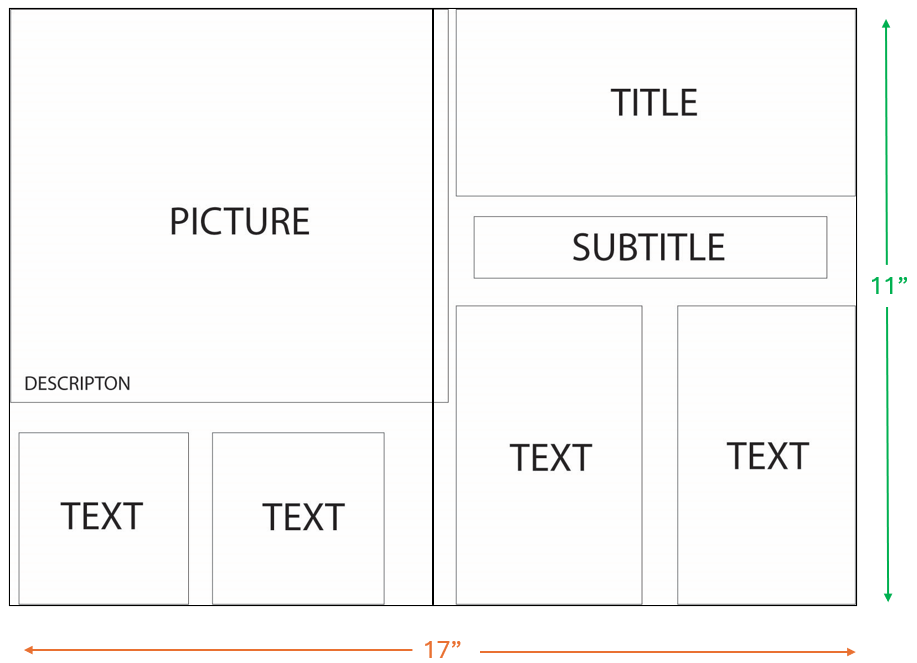 PICTURE
DESCRIPTON
TEXT
TEXT
TITLE
SUBTITLE
TEXT
TEXT
11”
17”